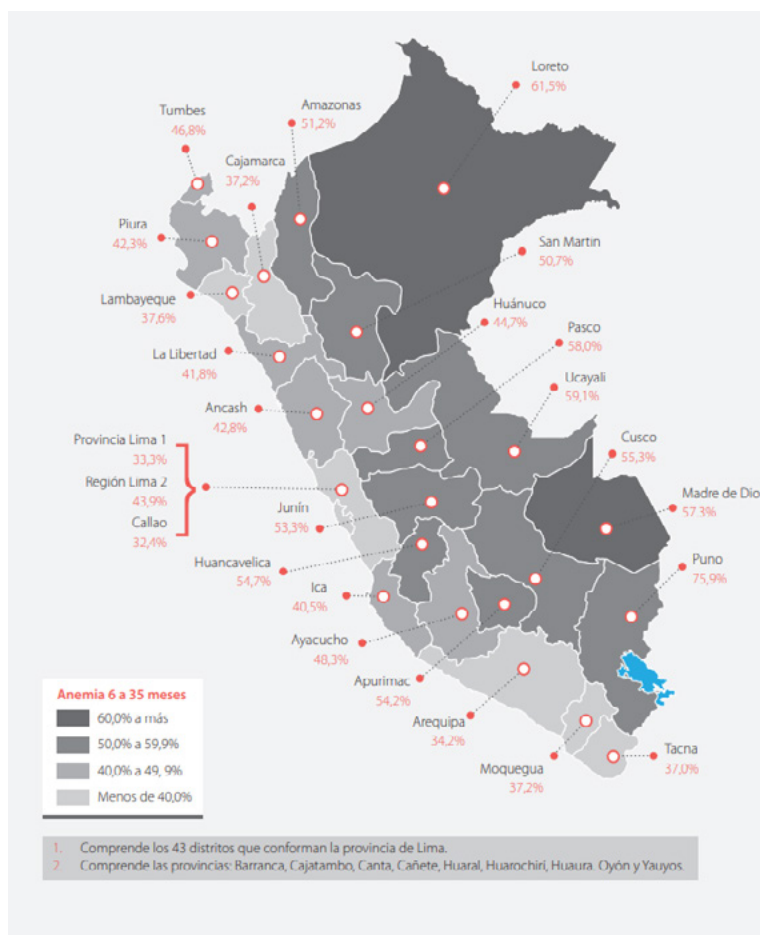 Loreto
61,5%
Tumbes
46,8%
Amazonas
51,2%
Cajamarca
37,2%
Piura
42,3%
San Martin
50,7%
Lambayeque
37,6%
Huánuco
44,7%
Pasco
58,0%
La Libertad
41,8%
Ucayali
59,1%
Ancash
42,8%
Cusco
55,3%
Provincia Lima 1
33,3%
Región Lima 2
43,9%
Callao
32,4%
Madre de Dio
57.3%
Junín
53,3%
Huancavelica
54,7%
Puno
75,9%
Ica
40,5%
Ayacucho
48,3%
Apurimac
54,2%
Arequipa
34,2%
Moquegua
37,2%
Tacna
37,0%
Anemia 6 a 35 meses
60,0% a más
50,0% a 59,9%
40,0% a 49, 9%
Menos de 40,0%
1. Comprende los 43 distritos que conforman la provincia de Lima.
2. Comprende las provincias: Barranca, Cajatambo, Canta, Cañete, Huaral, Huarochirí, Huaura. Oyón y Yauyos.